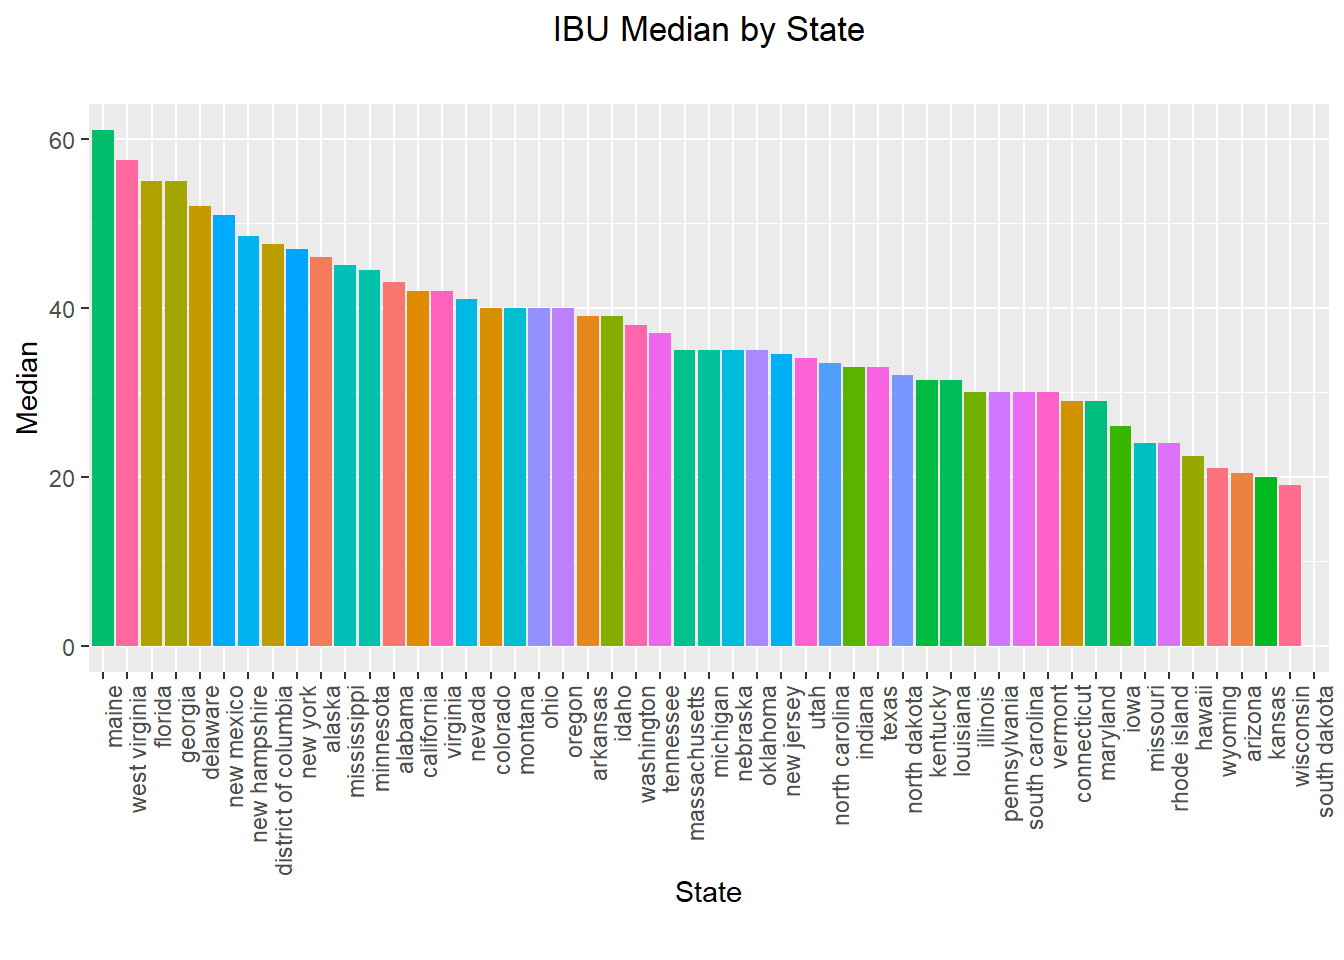 IBU Median by State
Median
60
40
20
0
maine
west virginia
florida
georgia
delaware
new mexico
new hampshire
district of columbia
new york
alaska
mississippi
minnesota
alabama
california
virginia
nevada
colorado
montana
ohio
oregon
arkansas
idaho
washington
tennessee
massachusetts
michigan
nebraska
oklahoma
new jersey
utah
north carolina
indiana
texas
north dakota
kentucky
louisiana
illinois
pennsylvania
south carolina
vermont
connecticut
maryland
iowa
missouri
rhode island
hawaii
wyoming
arizona
kansas
wisconsin
south dakota
State